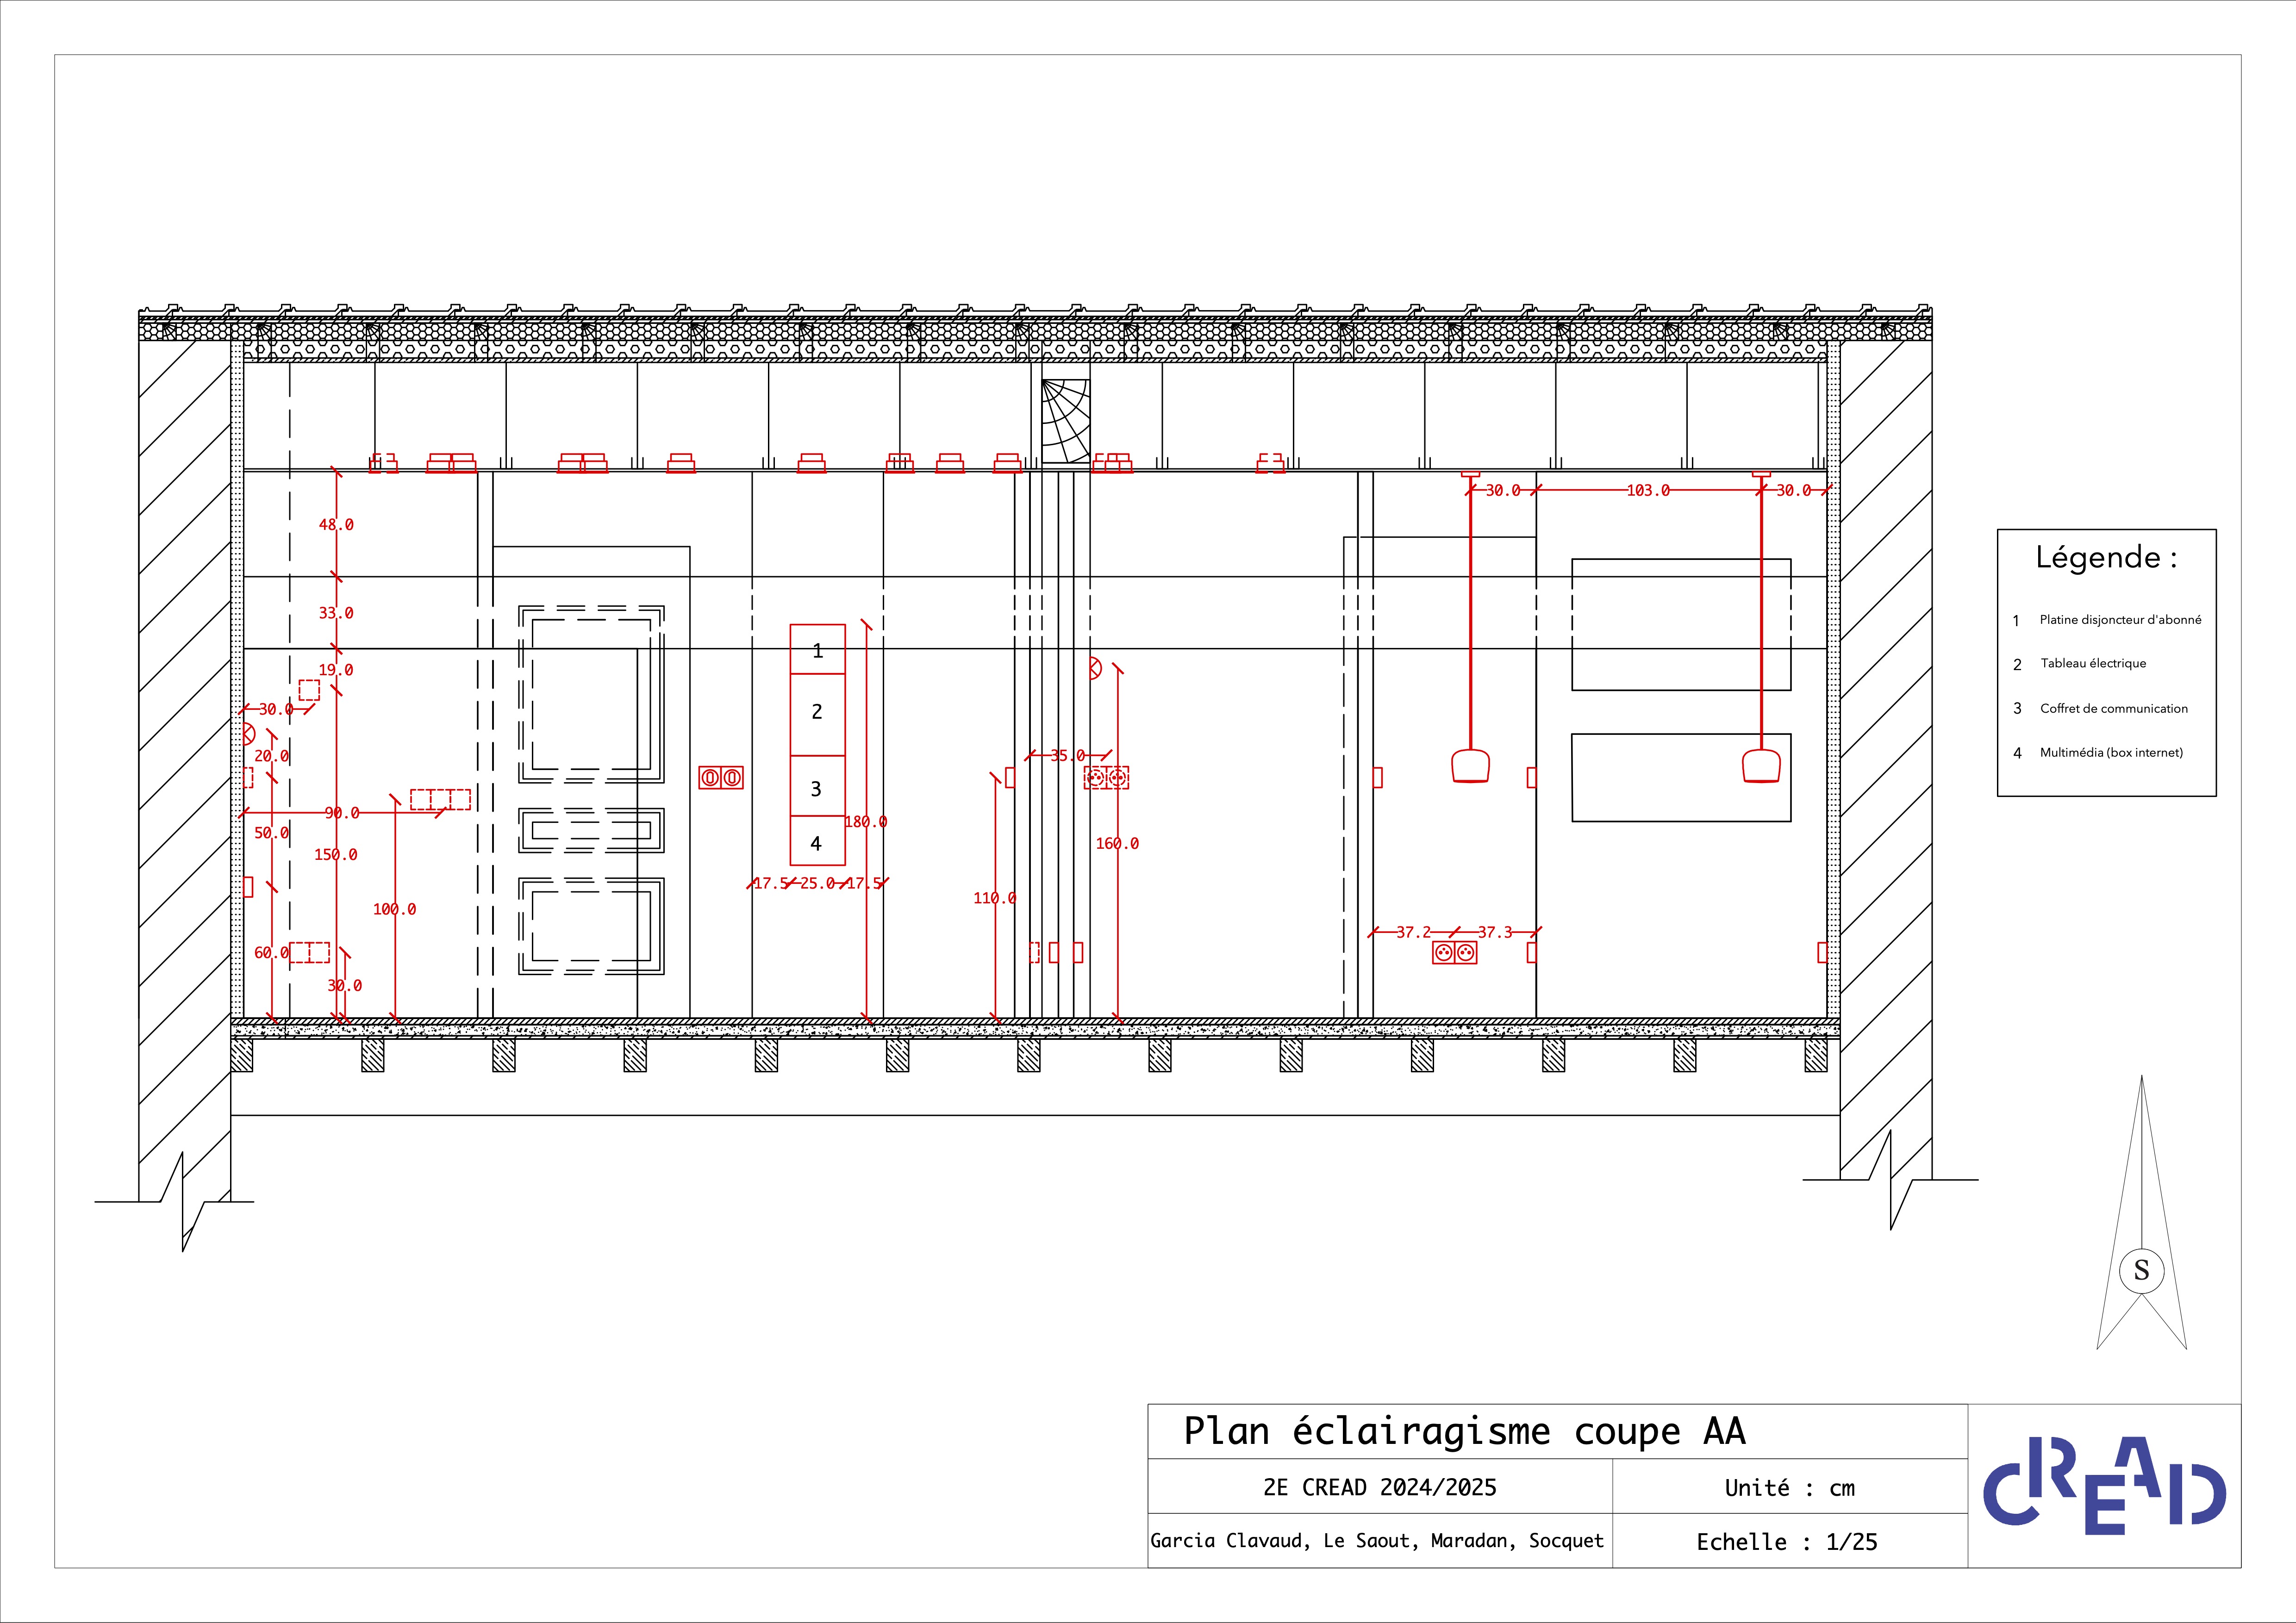 30.0 103.0 30.0
48.0
33.0
19.0
30.0
20.0
90.0
50.0
150.0
100.0
60.0
30.0
1
2
3
4
180.0
17.5 25.0 17.5
35.0
160.0
110.0
37.2 37.3
Légende :
1 Platine disjoncteur d'abonné
2 Tableau électrique
3 Coffret de communication
4 Multimédia (box internet)
S
Plan éclairagisme coupe AA
2E CREAD 2024/2025
Unité : cm
Garcia Clavaud, Le Saout, Maradan, Socquet
Echelle : 1/25
CREAD